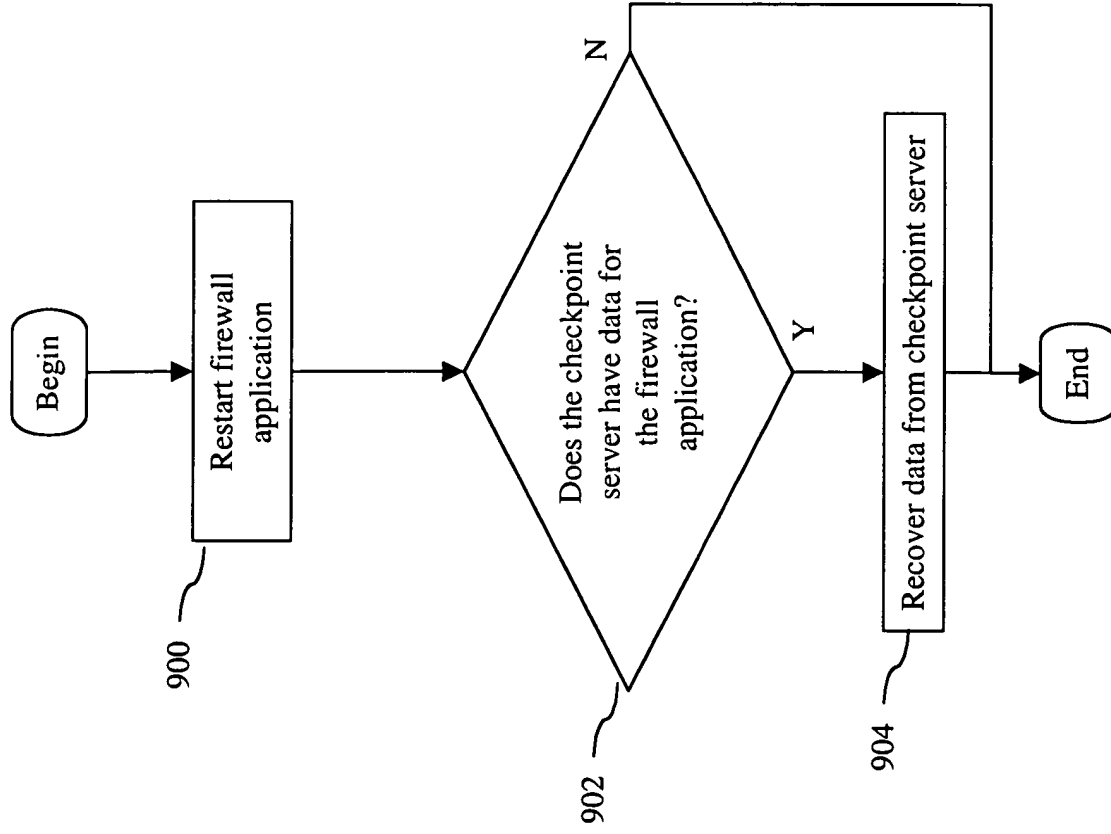 Begin
900
Restart firewall
application
902
Does the checkpoint
server have data for
the firewall
application?
N
Y
904
Recover data from checkpoint server
End